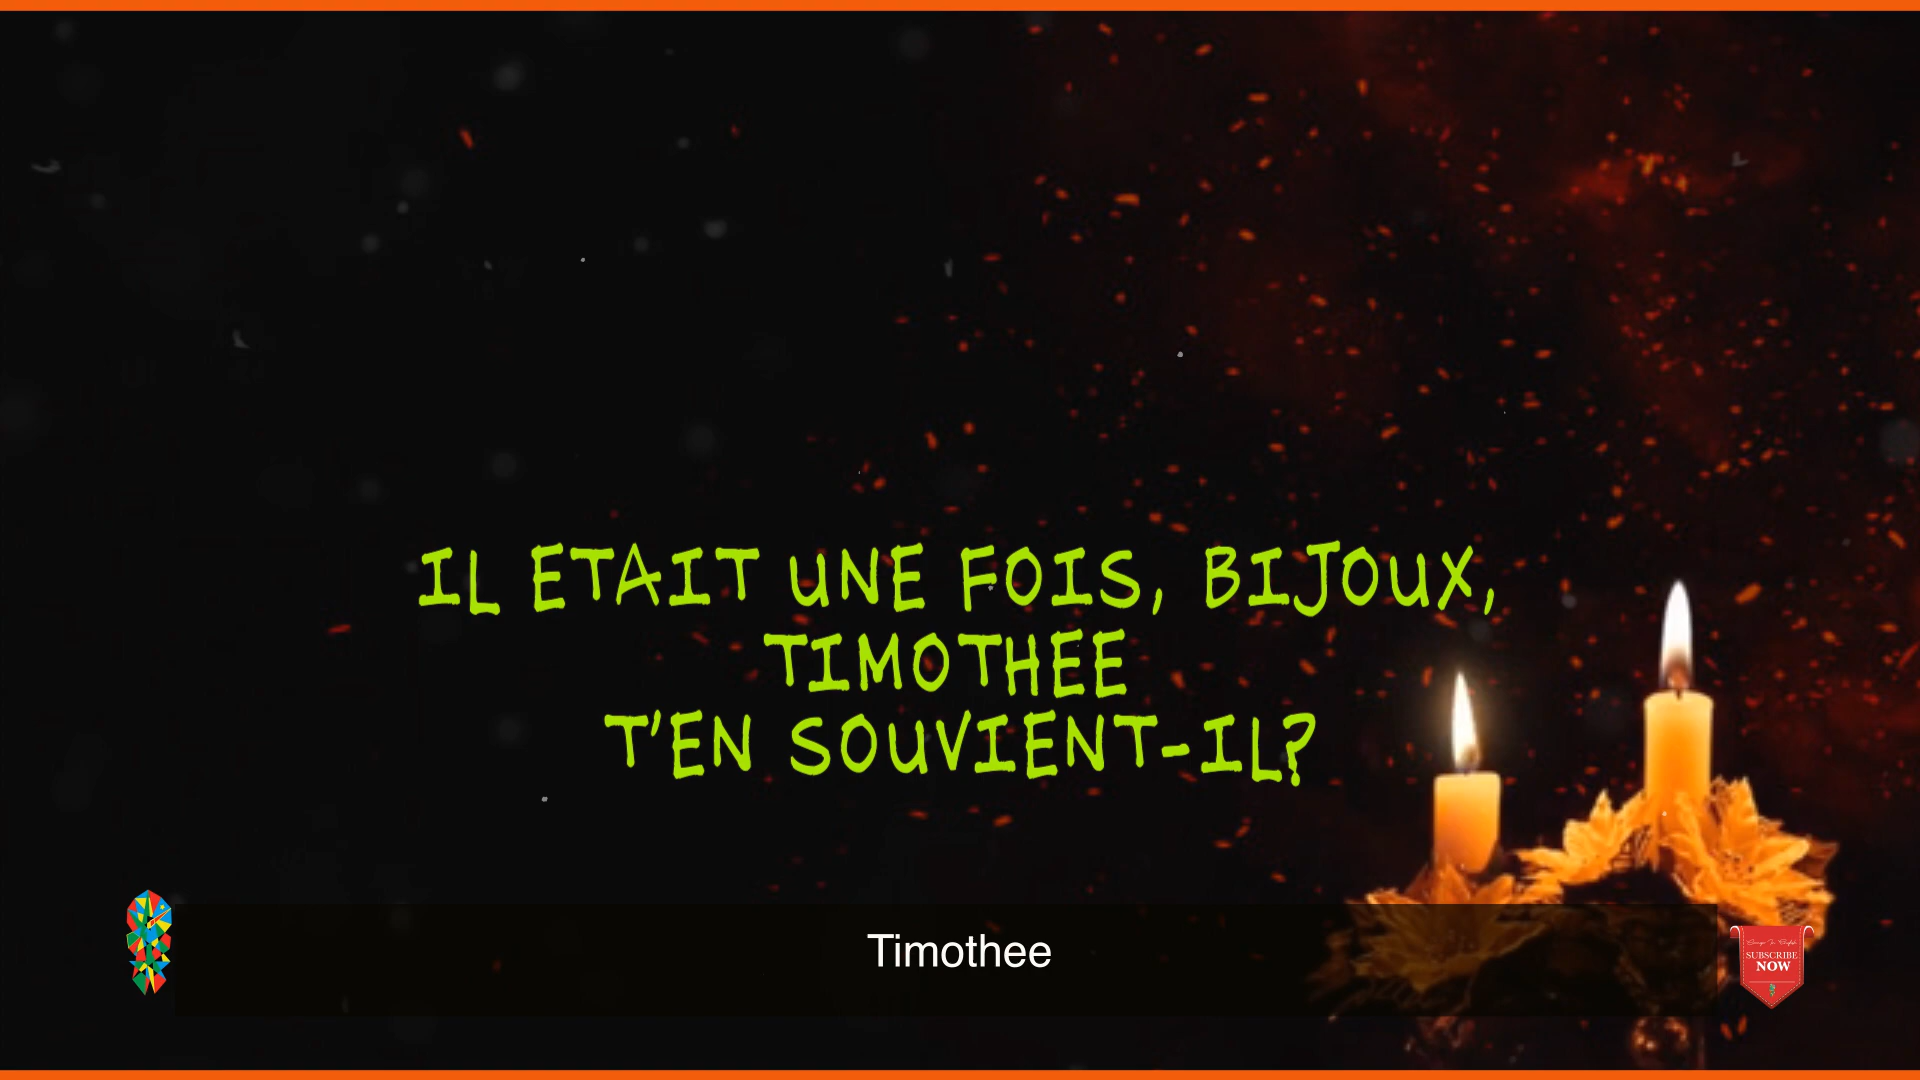 IL ETAIT UNE FOIS, BIJOUX,
TIMOTHEE
T'EN SOUVIENT-IL?
Timothee
SUBSCRIBE
NOW